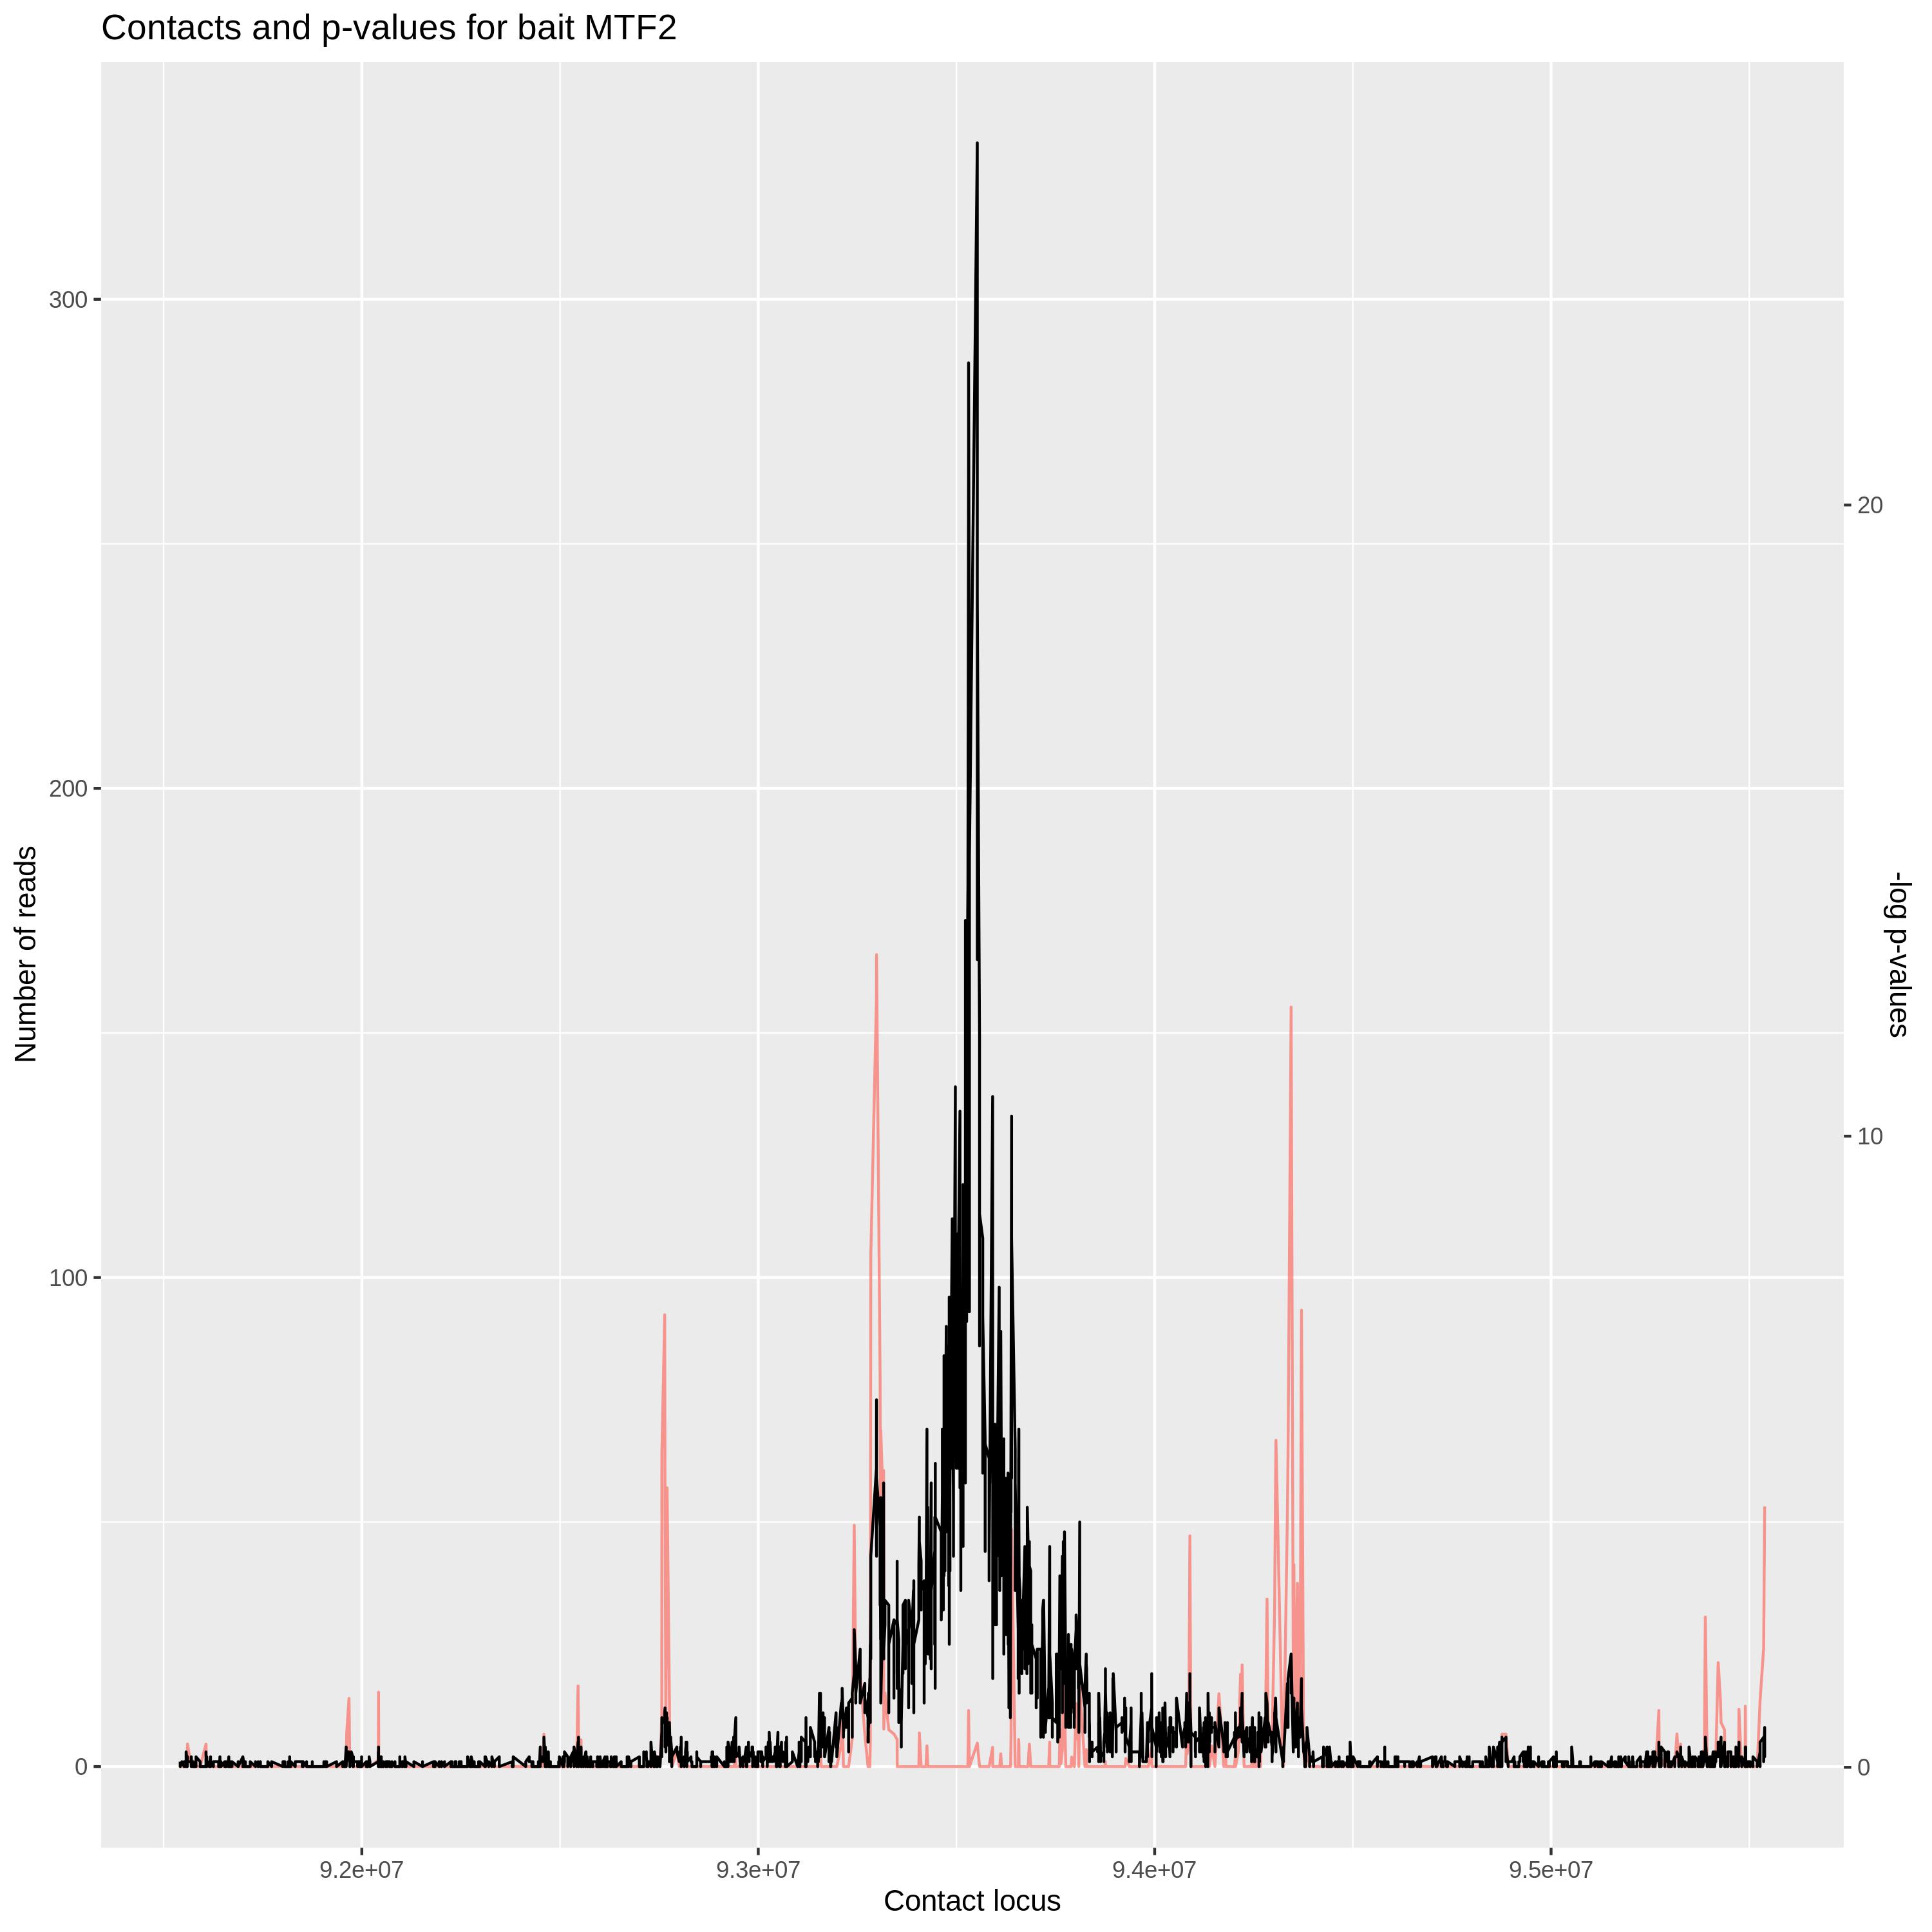 Contacts and p-values for bait MTF2
300
200
100
0
Number of reads
20
10
0
-log p-values
9.2e+07 9.3e+07 9.4e+07 9.5e+07
Contact locus